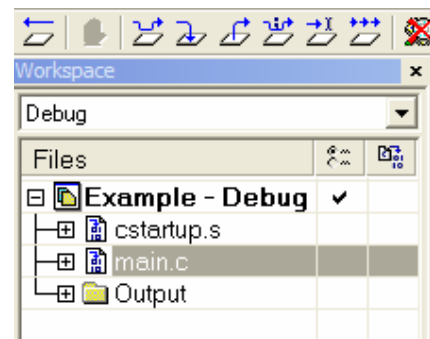 Workspace
Debug
Files
Example - Debug
cstartup.s
main.c
Output